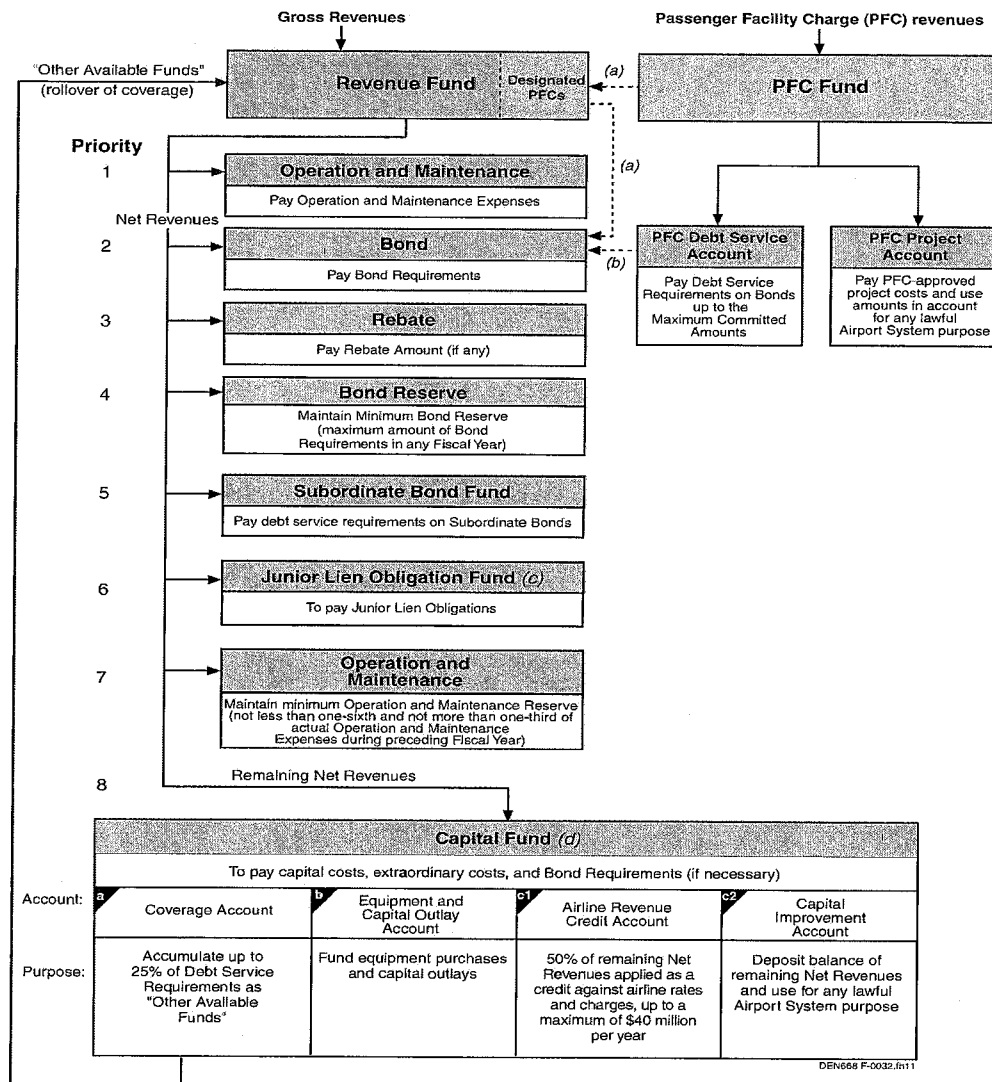 Gross Revenues
Passenger Facility Charge (PFC) revenues
"Other Available Funds"
(rollover of coverage)
Revenue Fund
Designated
PFCs
(a)
PFC Fund
Priority
(a)
1
Operation and Maintenance
Pay Operation and Maintenance Expenses
Net Revenues
2
Bond
Pay Bond Requirements
(b)
PFC Debt Service
Account
Pay Debt Service
Requirements on Bonds
up to the
Maximum Committed
Amounts
PFC Project
Account
Pay PFC-approved
project costs and use
amounts in account
for any lawful
Airport System purpose
3
Rebate
Pay Rebate Amount (if any)
4
Bond Reserve
Maintain Minimum Bond Reserve
(maximum amount of Bond
Requirements in any Fiscal Year)
5
Subordinate Bond Fund
Pay debt service requirements on Subordinate Bonds
6
Junior Lien Obligation Fund (c)
To pay Junior Lien Obligations
7
Operation and
Maintenance
Maintain minimum Operation and Maintenance Reserve
(not less than one-sixth and not more than one-third of
actual Operation and Maintenance
Expenses during preceding Fiscal Year)
8
Remaining Net Revenues
Capital Fund (d)
To pay capital costs, extraordinary costs, and Bond Requirements (if necessary)
Account:
a
Coverage Account
b
Equipment and
Capital Outlay
Account
c1
Airline Revenue
Credit Account
c2
Capital
Improvement
Account
Purpose:
Accumulate up to
25% of Debt Service
Requirements as
"Other Available
Funds"
Fund equipment purchases
and capital outlays
50% of remaining Net
Revenues applied as a
credit against airline rates
and charges, up to a
maximum of $40 million
per year
Deposit balance of
remaining Net Revenues
and use for any lawful
Airport System purpose
DEN668 F-0032.fh11